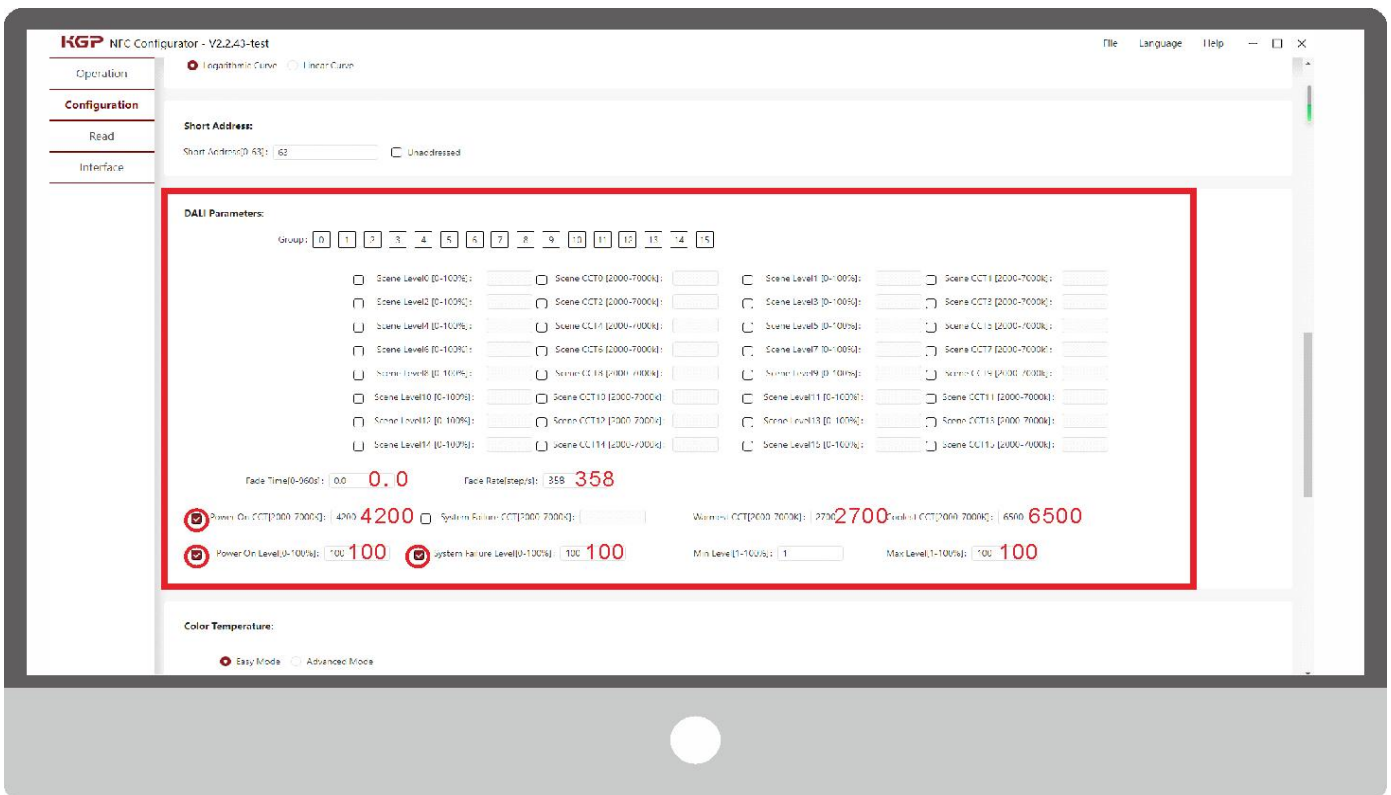 KGP NFC Configurator - V2.2.43-test File Language Help
Operation
Logarithmic Curve Linear Curve
Configuration
Read
Interface
Short Address:
Short Address[0-63]: 63 Unaddressed
DALI Parameters:
Group: 0 1 2 3 4 5 6 7 8 9 10 11 12 13 14 15
Scene Level0 [0-100%]: Scene CCT0 [2000-7000k]: Scene Level1 [0-100%]: Scene CCT1 [2000-7000k]:
Scene Level2 [0-100%]: Scene CCT2 [2000-7000k]: Scene Level3 [0-100%]: Scene CCT3 [2000-7000k]:
Scene Level4 [0-100%]: Scene CCT4 [2000-7000k]: Scene Level5 [0-100%]: Scene CCT5 [2000-7000k]:
Scene Level6 [0-100%]: Scene CCT6 [2000-7000k]: Scene Level7 [0-100%]: Scene CCT7 [2000-7000k]:
Scene Level8 [0-100%]: Scene CCT8 [2000-7000k]: Scene Level9 [0-100%]: Scene CCT9 [2000-7000k]:
Scene Level10 [0-100%]: Scene CCT10 [2000-7000k]: Scene Level11 [0-100%]: Scene CCT11 [2000-7000k]:
Scene Level12 [0-100%]: Scene CCT12 [2000-7000k]: Scene Level13 [0-100%]: Scene CCT13 [2000-7000k]:
Scene Level14 [0-100%]: Scene CCT14 [2000-7000k]: Scene Level15 [0-100%]: Scene CCT15 [2000-7000k]:
Fade Time[0-960s]: 0.0 0.0 Fade Rate[step/s]: 358 358
Power On CCT[2000-7000K]: 4200 4200 System Failure CCT[2000-7000K]: Warmest CCT[2000-7000K]: 2700 2700 Coolest CCT[2000-7000K]: 6500 6500
Power On Level[0-100%]: 100 100 System Failure Level[0-100%]: 100 100 Min Level[1-100%]: 1 Max Level[1-100%]: 100 100
Color Temperature:
Easy Mode Advanced Mode